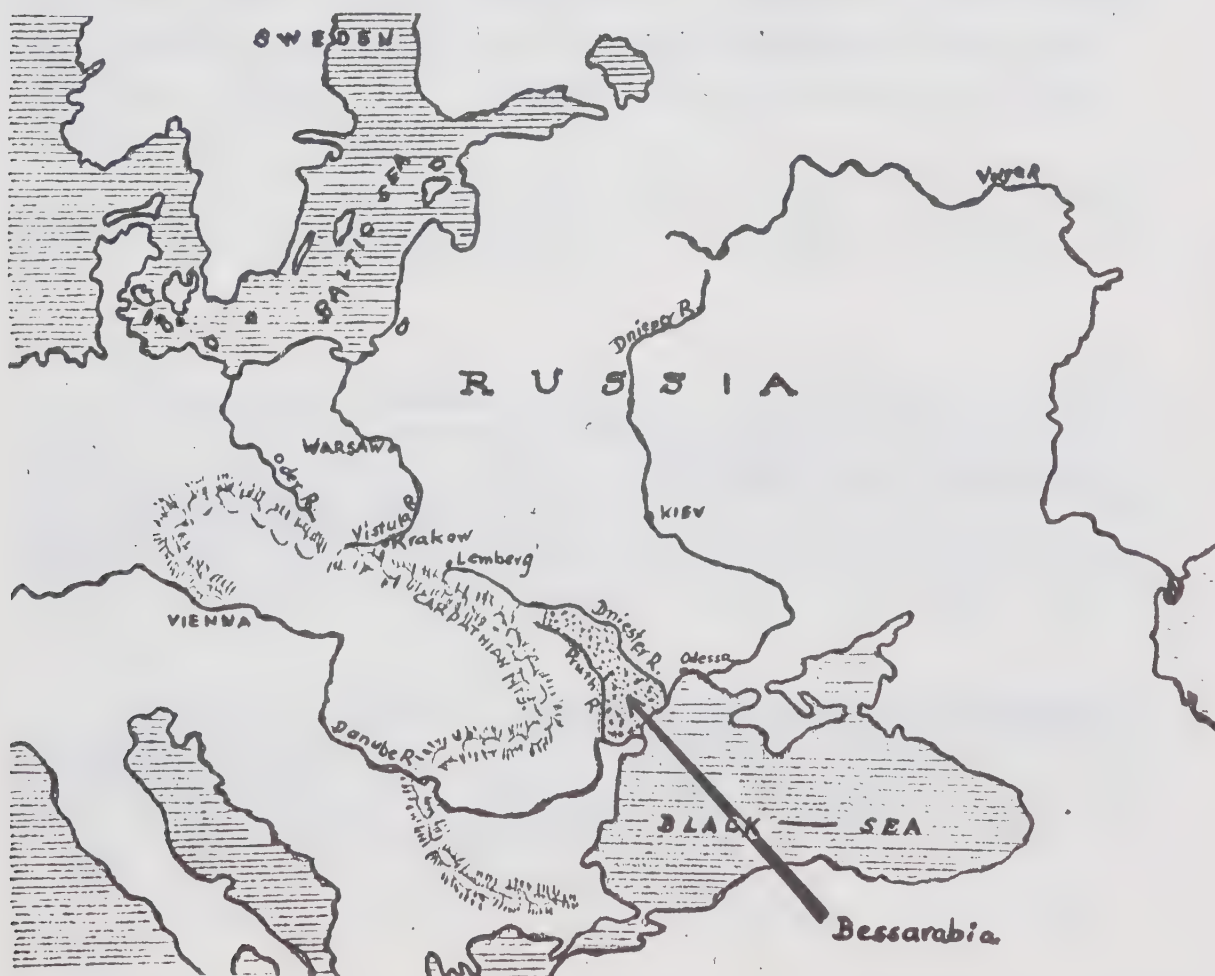 SWEDEN
BALTIC SEA
Volga R
Dnieper R.
RUSSIA
WARSAW
Oder R.
Vistula R.
Krakow
KIEV
Lemberg
CARPATHIAN MTS.
VIENNA
Dniester R.
Odessa
Pruth R.
Danube R.
BLACK SEA
Bessarabia